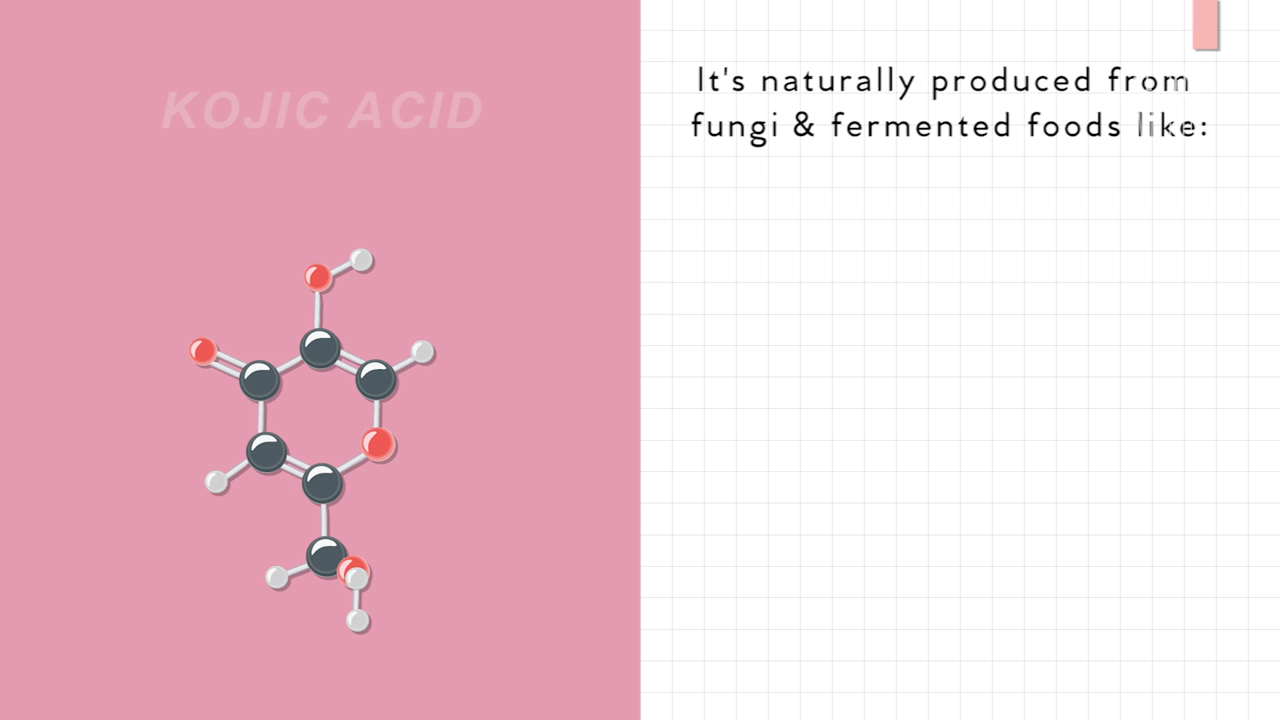 KOJIC ACID
It's naturally produced from
fungi & fermented foods like: